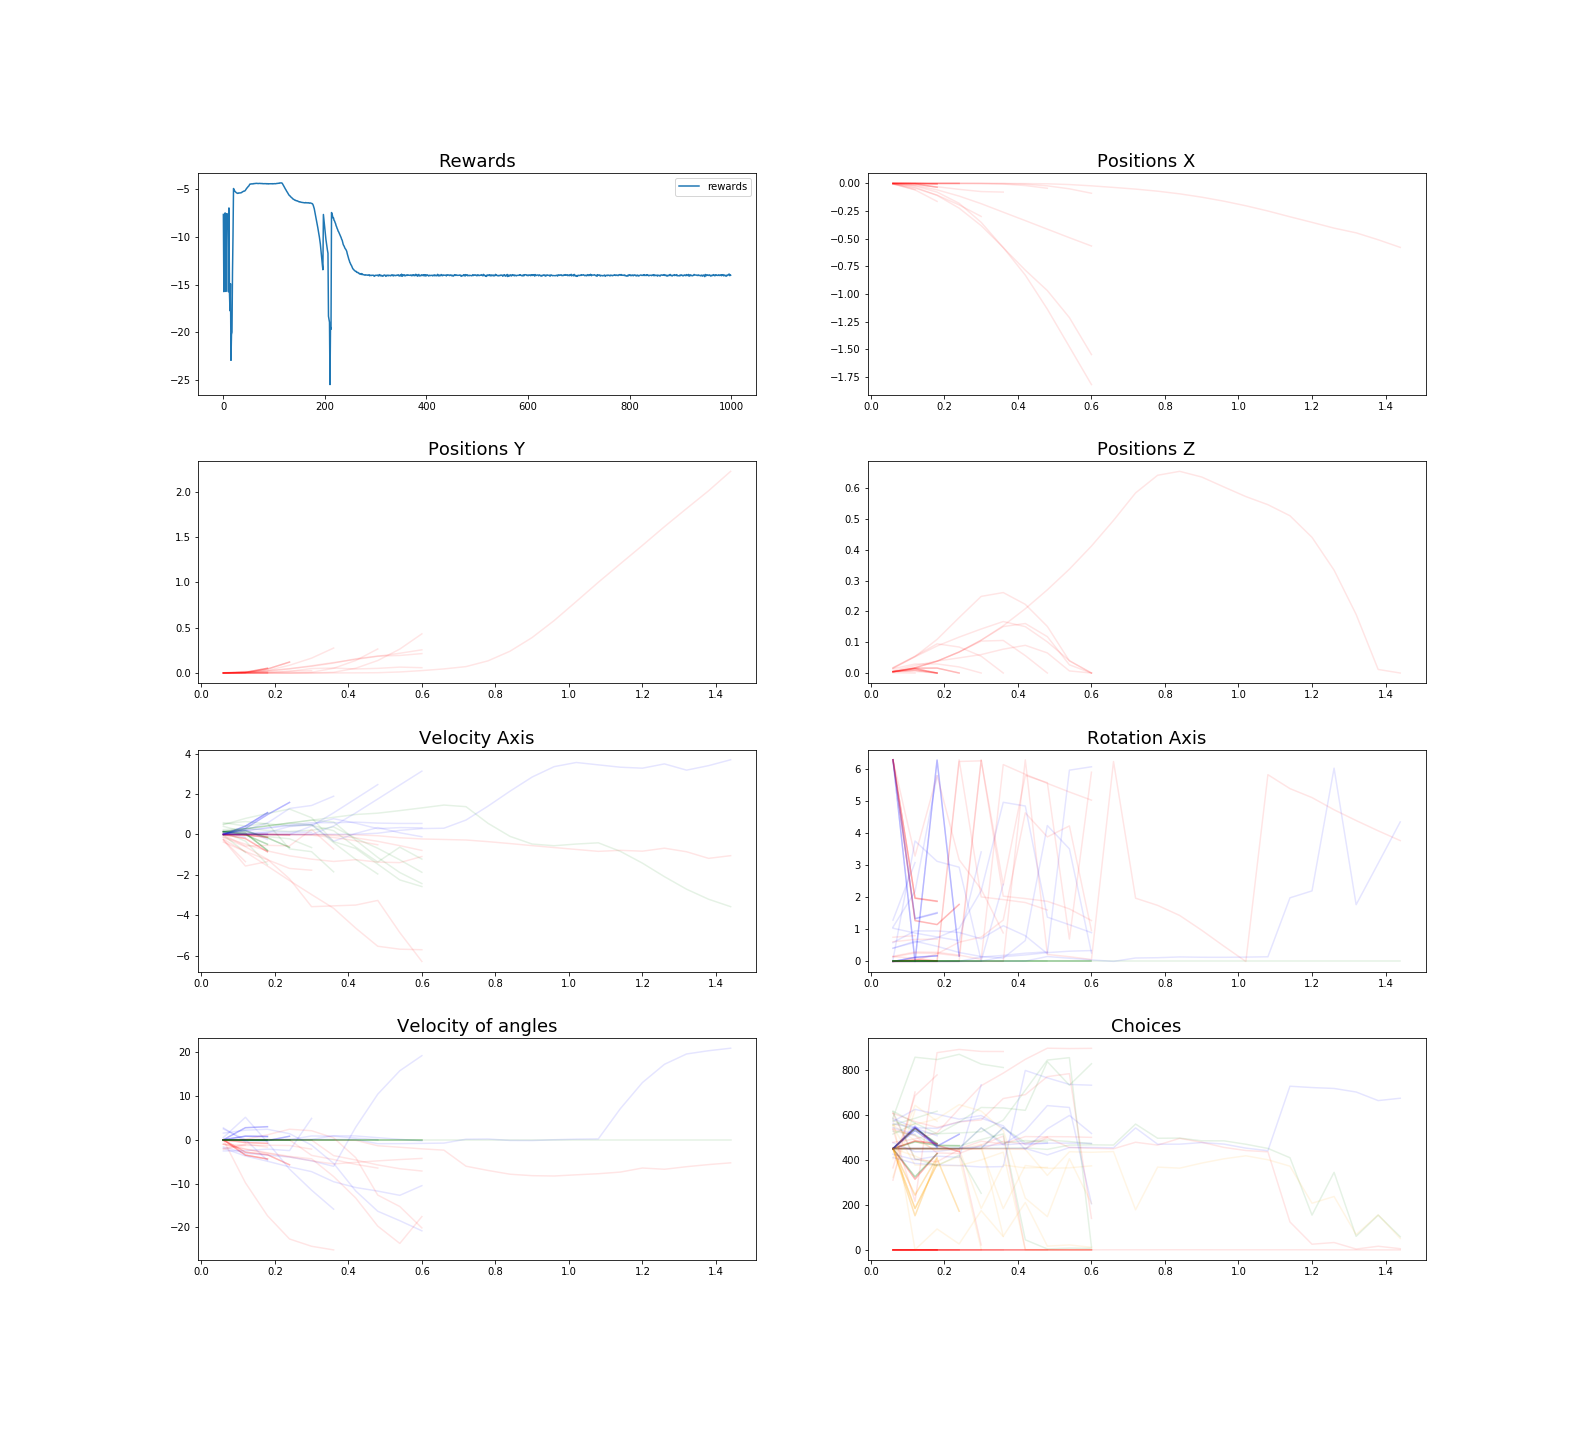 Rewards
−5
−10
−15
−20
−25
rewards
0 200 400 600 800 1000
Positions X
0.00
−0.25
−0.50
−0.75
−1.00
−1.25
−1.50
−1.75
0.0 0.2 0.4 0.6 0.8 1.0 1.2 1.4
Positions Y
2.0
1.5
1.0
0.5
0.0
0.0 0.2 0.4 0.6 0.8 1.0 1.2 1.4
Positions Z
0.6
0.5
0.4
0.3
0.2
0.1
0.0
0.0 0.2 0.4 0.6 0.8 1.0 1.2 1.4
Velocity Axis
4
2
0
−2
−4
−6
0.0 0.2 0.4 0.6 0.8 1.0 1.2 1.4
Rotation Axis
6
5
4
3
2
1
0
0.0 0.2 0.4 0.6 0.8 1.0 1.2 1.4
Velocity of angles
20
10
0
−10
−20
0.0 0.2 0.4 0.6 0.8 1.0 1.2 1.4
Choices
800
600
400
200
0
0.0 0.2 0.4 0.6 0.8 1.0 1.2 1.4